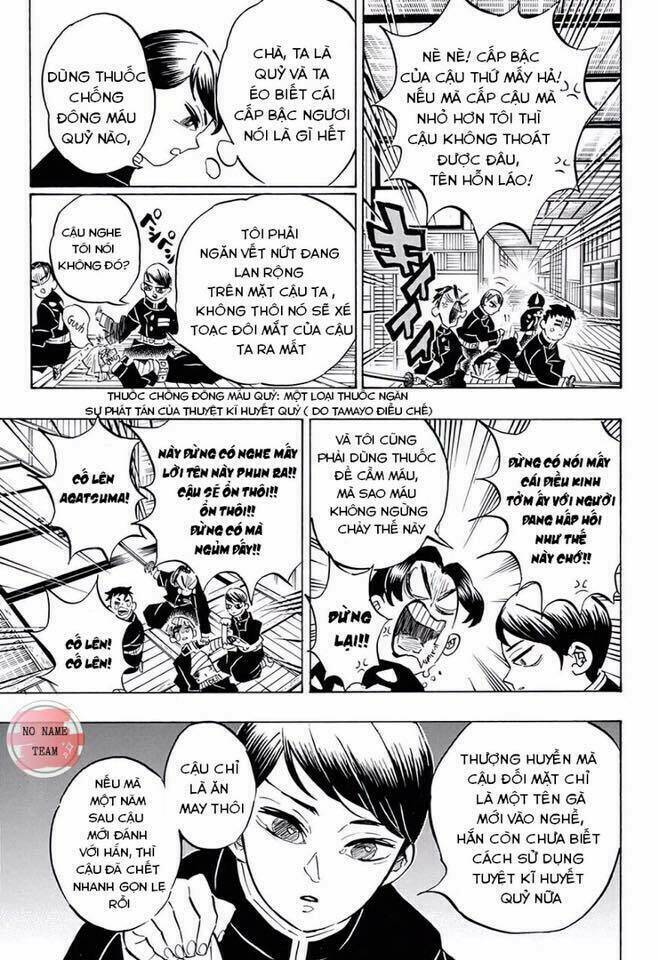 NÈ NÈ! CẤP BẬC
CỦA CẬU THỨ MẤY HẢ!
NẾU MÀ CẤP CẬU MÀ
NHỎ HƠN TÔI THÌ
CẬU KHÔNG THOÁT
ĐƯỢC ĐÂU,
TÊN HỖN LÁO!
CHÀ, TA LÀ
QUỶ VÀ TA
ÉO BIẾT CÁI
CẤP BẬC NGƯƠI
NÓI LÀ GÌ HẾT
DÙNG THUỐC
CHỐNG
ĐÔNG MÁU
QUỶ NÀO,
TÔI PHẢI
NGĂN VẾT NỨT ĐANG
LAN RỘNG
TRÊN MẶT CẬU TA,
KHÔNG THÔI NÓ SẼ XÉ
TOẠC ĐÔI MẮT CỦA CẬU
TA RA MẤT
CẬU NGHE
TÔI NÓI
KHÔNG ĐÓ?
GRUUH
THUỐC CHỐNG ĐÔNG MÁU QUỶ: MỘT LOẠI THUỐC NGĂN
SỰ PHÁT TÁN CỦA THUYẬT KĨ HUYẾT QUỶ ( DO TAMAYO ĐIỀU CHẾ)
ĐỪNG CÓ NÓI MẤY
CÁI ĐIỀU KINH
TỞM ẤY VỚI NGƯỜI
ĐANG HẤP HỐI
NHƯ THẾ
NÀY CHỚ!!
VÀ TÔI CŨNG
PHẢI DÙNG THUỐC
ĐỂ CẦM MÁU,
MÀ SAO MÁU
KHÔNG NGỪNG
CHẢY THẾ NÀY
DỪNG
LẠI!!
NÀY ĐỪNG CÓ NGHE MẤY
LỜI TÊN NÀY PHUN RA!!
CẬU SẼ ỔN THÔI!!
ỔN THÔI!!
ĐỪNG CÓ MÀ
NGỦM ĐẤY!!
CỐ LÊN
AGATSUMA!
CỐ LÊN!
CỐ LÊN!
NO NAME
TEAM
THƯỢNG HUYỀN MÀ
CẬU ĐỐI MẶT CHỈ
LÀ MỘT TÊN GÀ
MỚI VÀO NGHỀ,
HẮN CÒN CHƯA BIẾT
CÁCH SỬ DỤNG
TUYỆT KĨ HUYẾT
QUỶ NỮA
CẬU CHỈ
LÀ ĂN
MAY THÔI
NẾU MÀ
MỘT NĂM
SAU CẬU
MỚI ĐÁNH
VỚI HẮN, THÌ
CẬU ĐÃ CHẾT
NHANH GỌN LẸ
RỒI